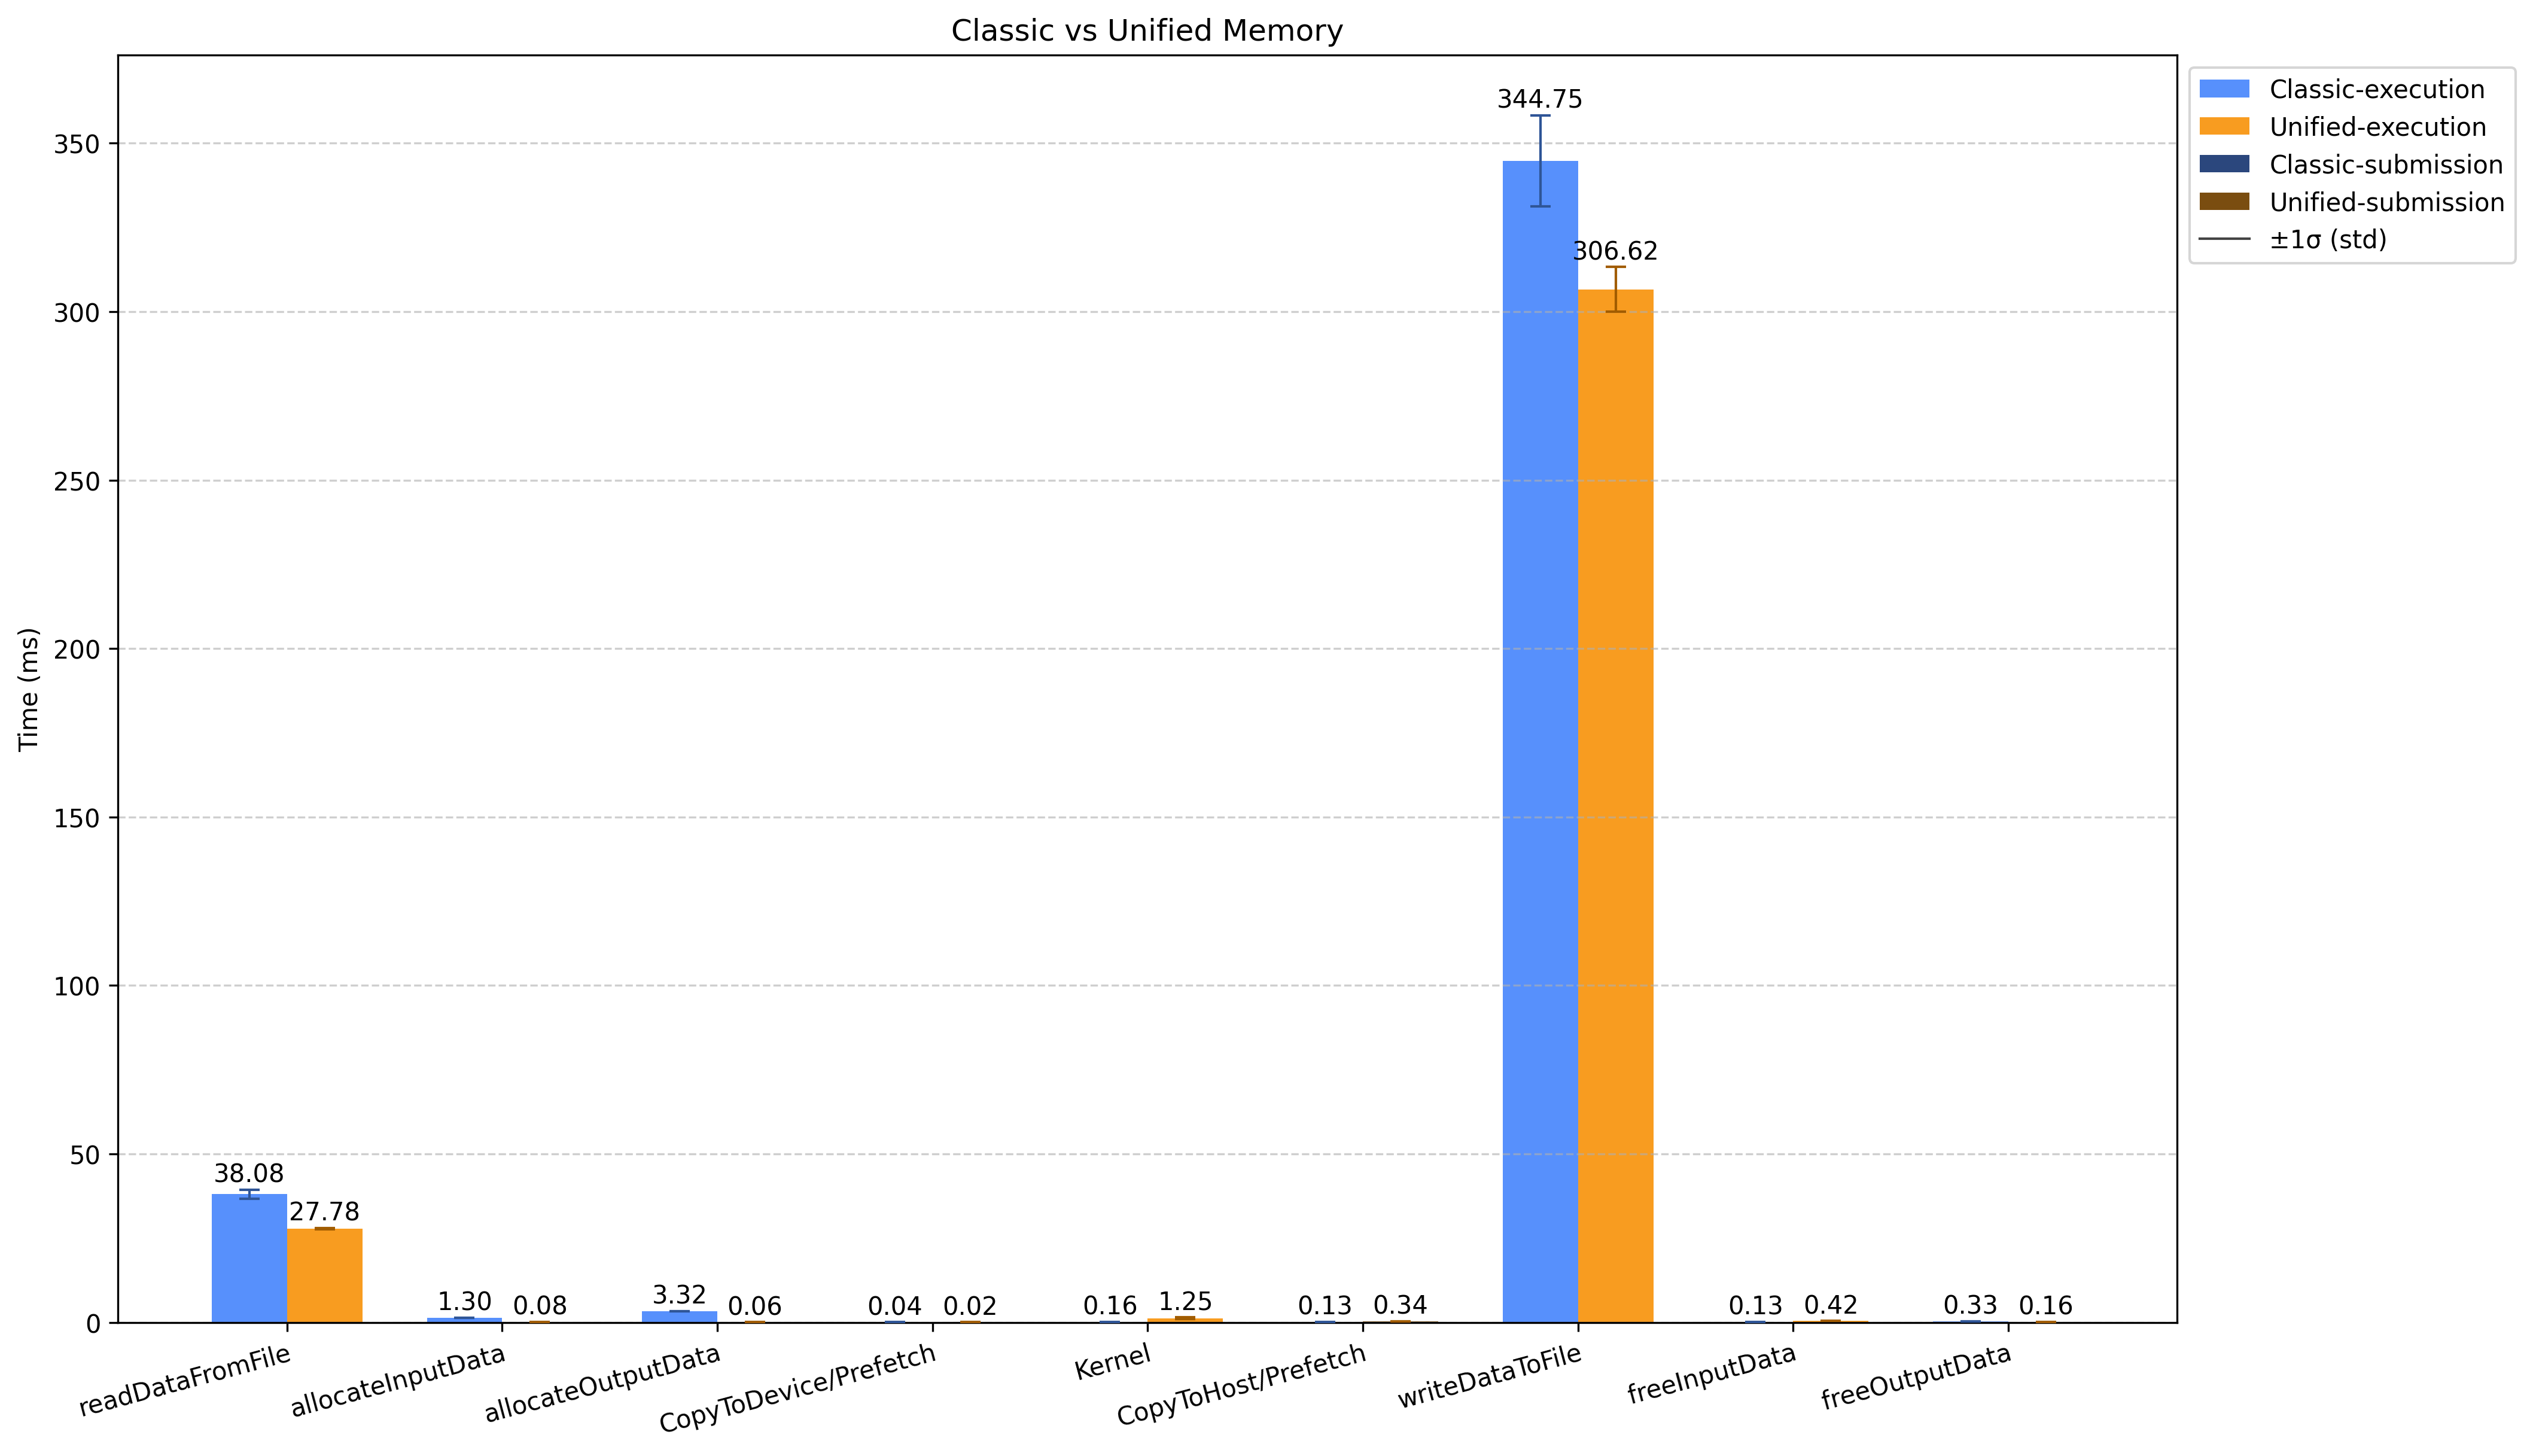 Classic vs Unified Memory
Classic-execution
Unified-execution
Classic-submission
Unified-submission
±1σ (std)
Time (ms)
350
300
250
200
150
100
50
0
344.75
306.62
38.08
27.78
1.30
0.08
3.32
0.06
0.04
0.02
0.16
1.25
0.13
0.34
0.13
0.42
0.33
0.16
readDataFromFile
allocateInputData
allocateOutputData
CopyToDevice/Prefetch
Kernel
CopyToHost/Prefetch
writeDataToFile
freeInputData
freeOutputData